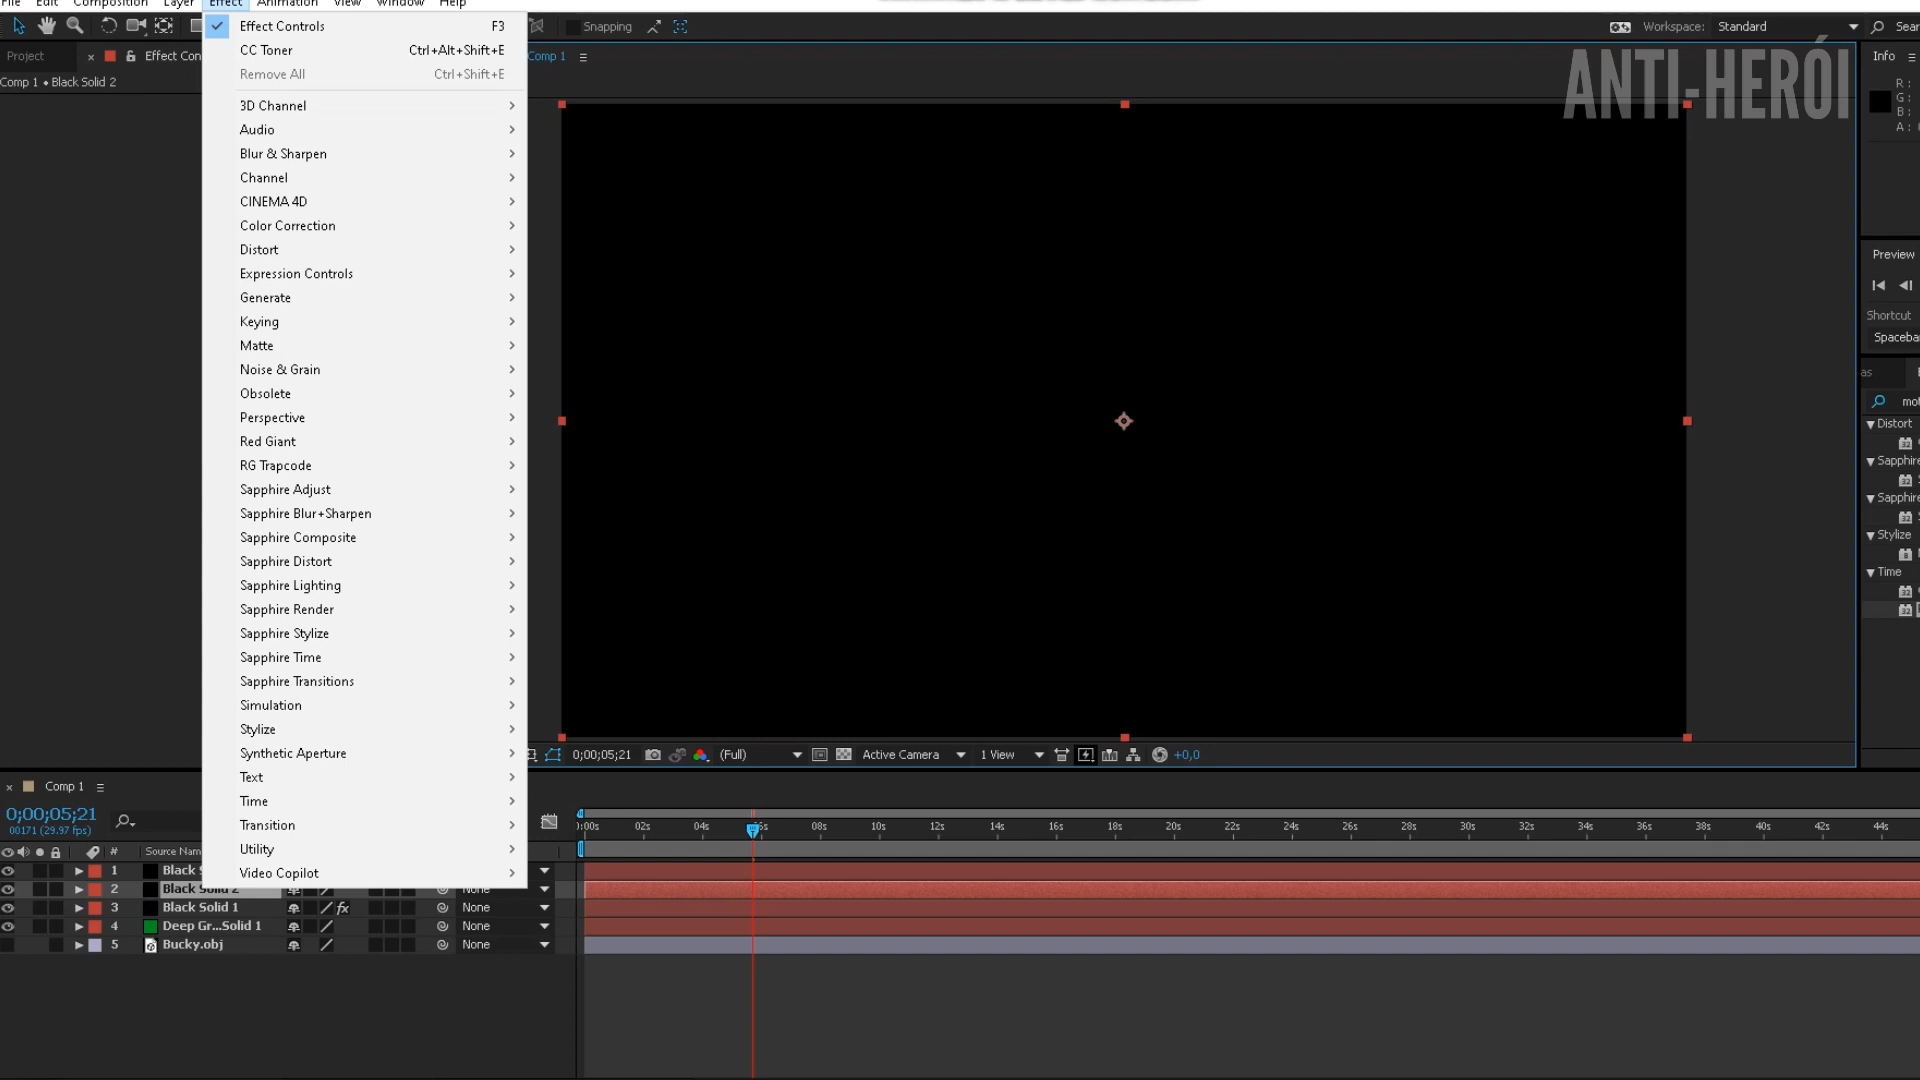 File Edit Composition Layer Effect Animation View Window Help
Snapping
Workspace: Standard
Project
Effect Con
Comp 1
Info
Comp 1 • Black Solid 2
ANTI-HERÓI
R :
G :
B :
A :
Effect Controls F3
CC Toner Ctrl+Alt+Shift+E
Remove All Ctrl+Shift+E
3D Channel
Audio
Blur & Sharpen
Channel
CINEMA 4D
Color Correction
Distort
Expression Controls
Generate
Keying
Matte
Noise & Grain
Obsolete
Perspective
Red Giant
RG Trapcode
Sapphire Adjust
Sapphire Blur+Sharpen
Sapphire Composite
Sapphire Distort
Sapphire Lighting
Sapphire Render
Sapphire Stylize
Sapphire Time
Sapphire Transitions
Simulation
Stylize
Synthetic Aperture
Text
Time
Transition
Utility
Video Copilot
Preview
Shortcut
Spaceba
as
mo
Distort
Sapphire
Sapphire
Stylize
Time
0;00;05;21 (Full) Active Camera 1 View +0,0
Comp 1
0;00;05;21
00171 (29.97 fps)
):00s 02s 04s 08s 10s 12s 14s 16s 18s 20s 22s 24s 26s 28s 30s 32s 34s 36s 38s 40s 42s 44s
# Source Nam
1 Black S
2 Black Solid 2 None
3 Black Solid 1 fx None
4 Deep Gr...Solid 1 None
5 Bucky.obj None